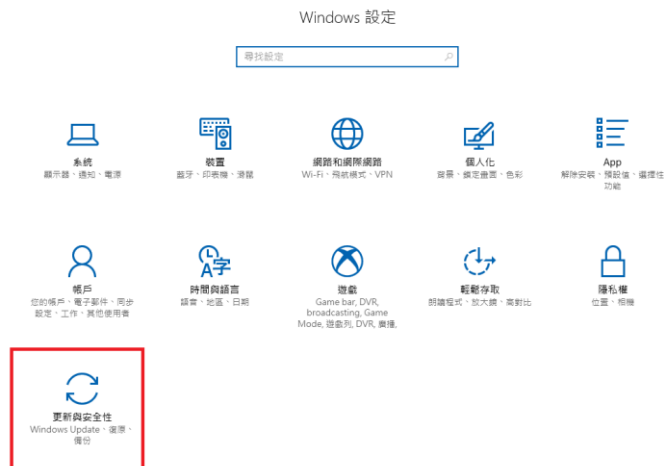 Windows 設定
尋找設定
系統
顯示器、通知、電源
裝置
藍牙、印表機、滑鼠
網路和網際網路
Wi-Fi、飛航模式、VPN
個人化
背景、鎖定畫面、色彩
App
解除安裝、預設值、選擇性
功能
帳戶
您的帳戶、電子郵件、同步
設定、工作、其他使用者
時間與語言
語音、地區、日期
遊戲
Game bar, DVR,
broadcasting, Game
Mode, 遊戲列, DVR, 廣播,
輕鬆存取
朗讀程式、放大鏡、高對比
隱私權
位置、相機
更新與安全性
Windows Update、復原、
備份